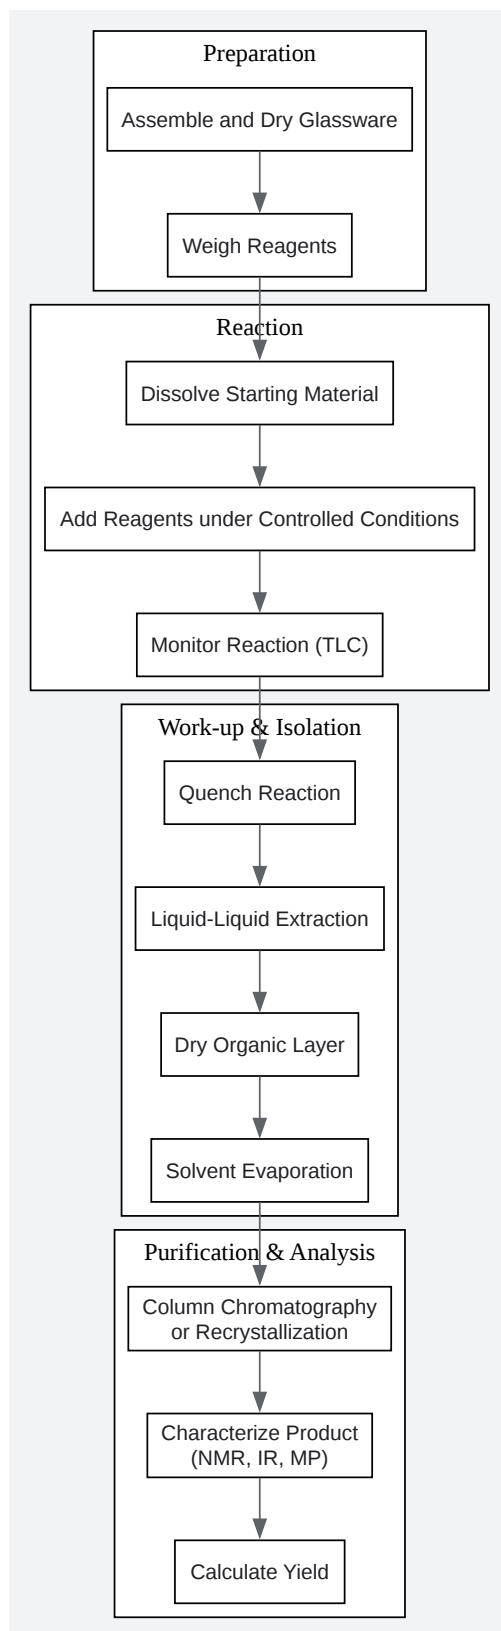 Preparation
Assemble and Dry Glassware
Weigh Reagents
Reaction
Dissolve Starting Material
Add Reagents under Controlled Conditions
Monitor Reaction (TLC)
Work-up & Isolation
Quench Reaction
Liquid-Liquid Extraction
Dry Organic Layer
Solvent Evaporation
Purification & Analysis
Column Chromatography
or Recrystallization
Characterize Product
(NMR, IR, MP)
Calculate Yield